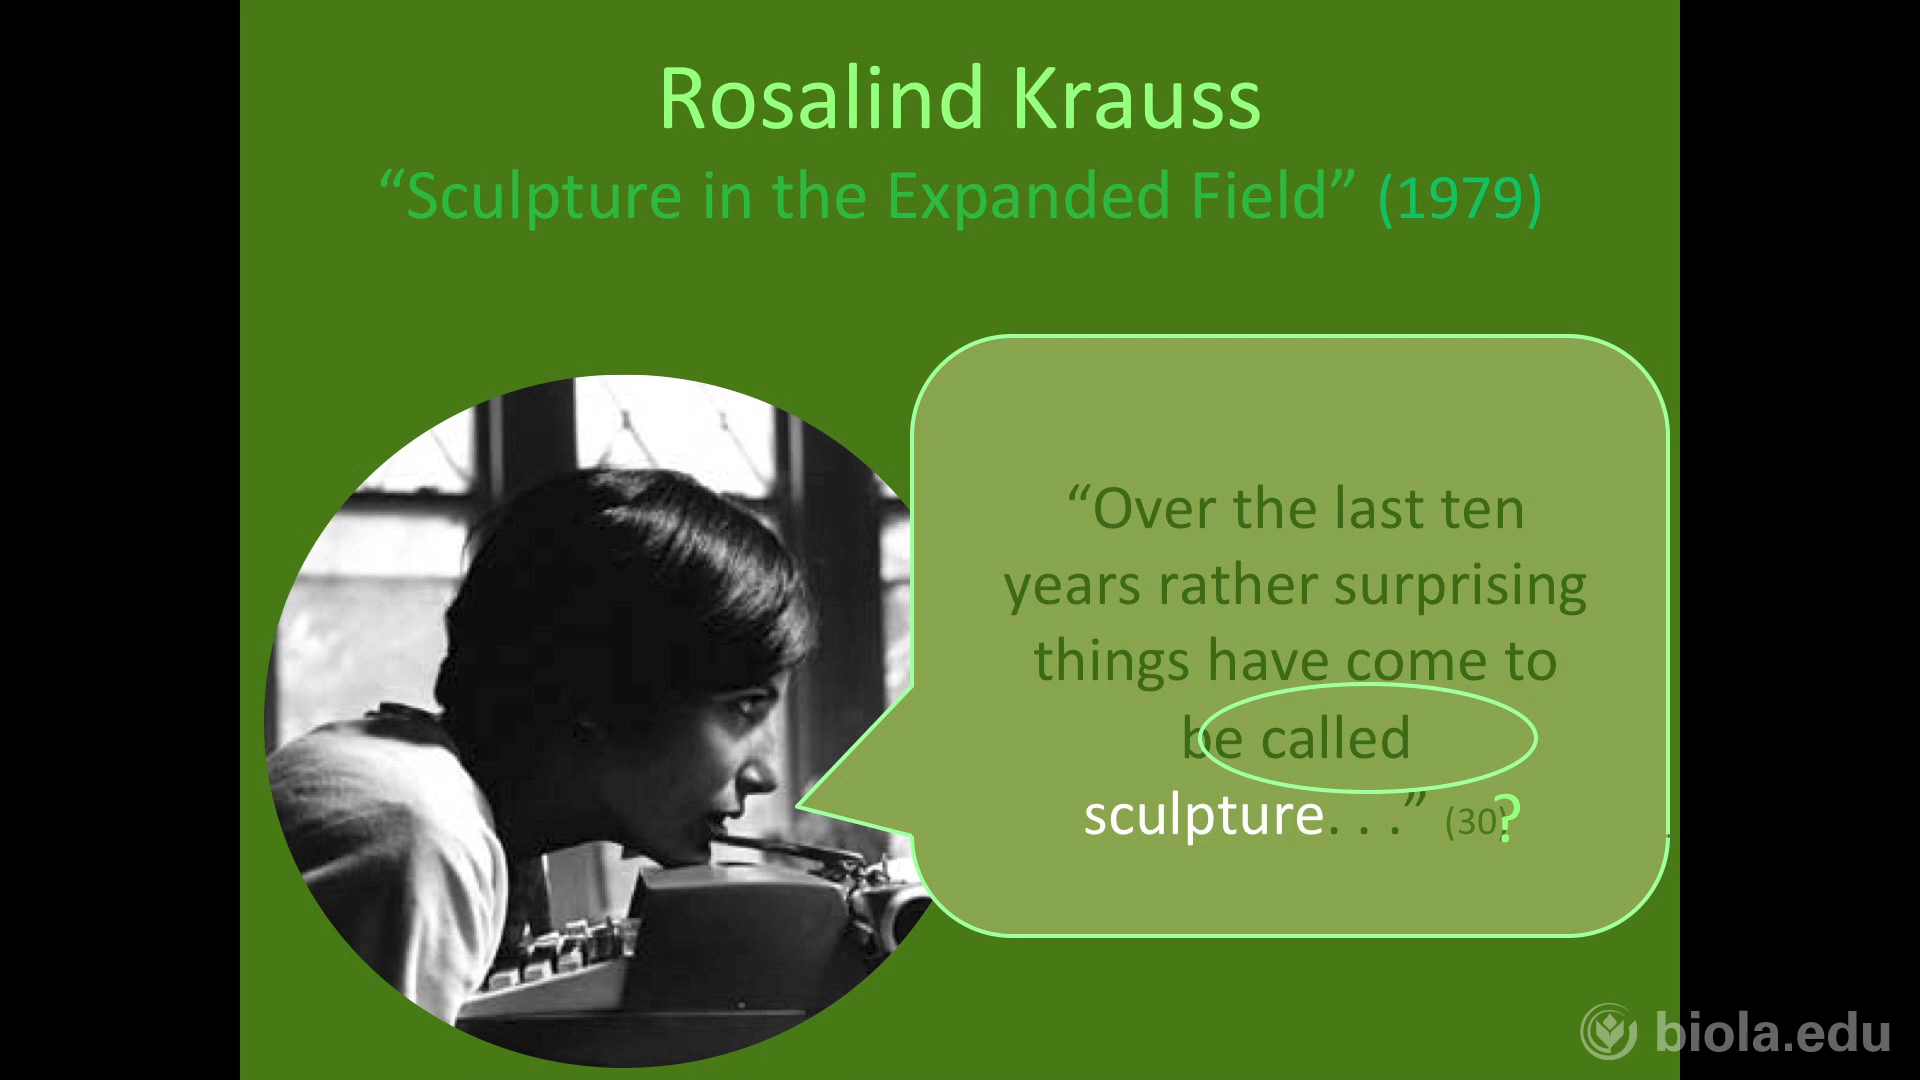 Rosalind Krauss
“Sculpture in the Expanded Field” (1979)
“Over the last ten
years rather surprising
things have come to
be called
sculpture. . .” (30)?
biola.edu